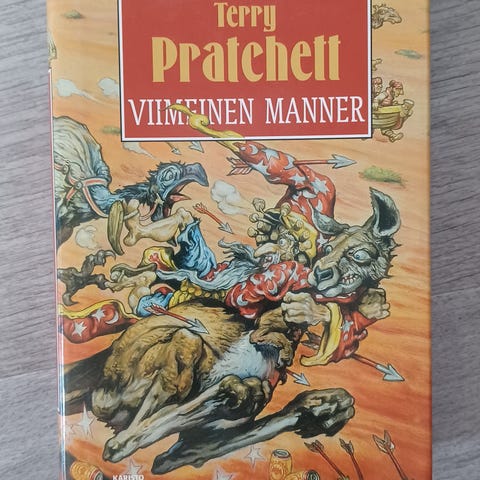 Terry
Pratchett
VIIMEINEN MANNER
KARISTO